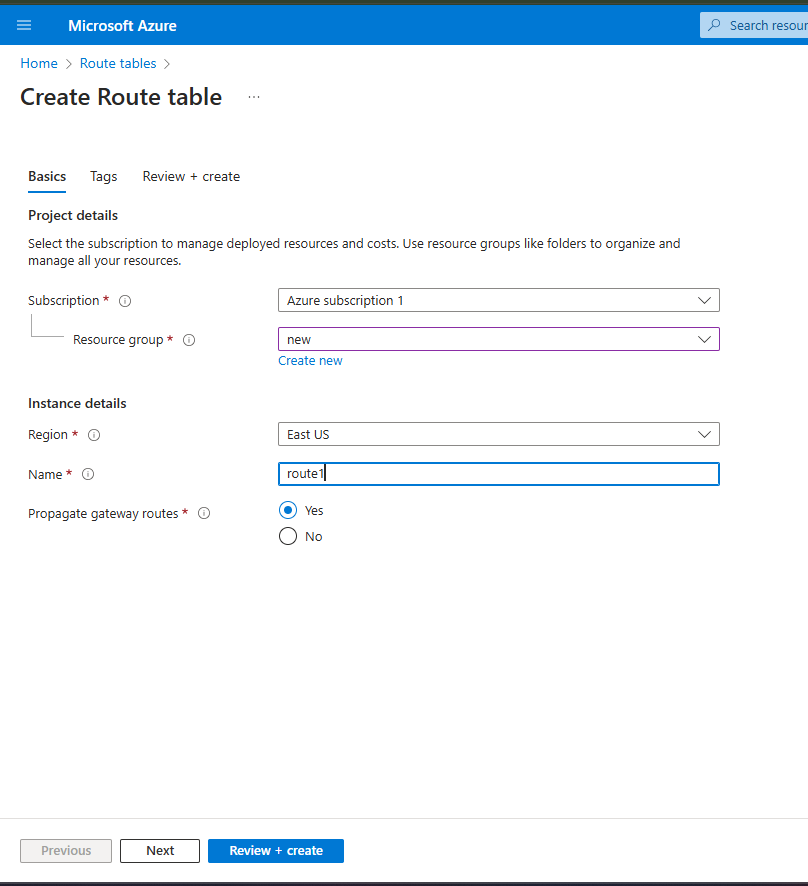 Microsoft Azure
Search resour
Home > Route tables >
Create Route table ...
Basics Tags Review + create
Project details
Select the subscription to manage deployed resources and costs. Use resource groups like folders to organize and
manage all your resources.
Subscription * Azure subscription 1
Resource group * new
Create new
Instance details
Region * East US
Name * route1
Propagate gateway routes * Yes
No
Previous Next Review + create